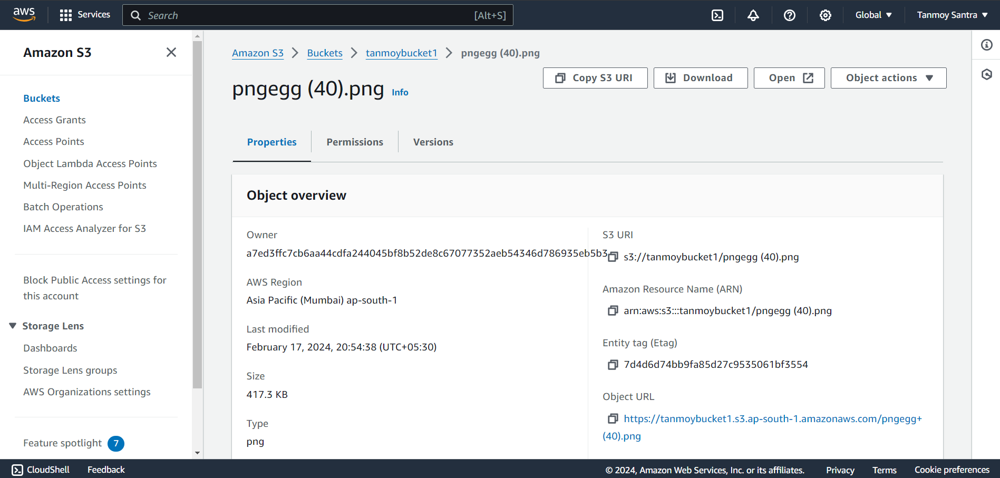 aws
Services
Search [Alt+S]
Global
Tanmoy Santra
Amazon S3
Buckets
Access Grants
Access Points
Object Lambda Access Points
Multi-Region Access Points
Batch Operations
IAM Access Analyzer for S3
Block Public Access settings for
this account
Storage Lens
Dashboards
Storage Lens groups
AWS Organizations settings
Feature spotlight 7
Amazon S3 > Buckets > tanmoybucket1 > pngegg (40).png
pngegg (40).png Info
Copy S3 URI
Download
Open
Object actions
Properties
Permissions
Versions
Object overview
Owner
a7ed3ffc7cb6aa44cdfa244045bf8b52de8c67077352aeb54346d786935eb5b3
AWS Region
Asia Pacific (Mumbai) ap-south-1
Last modified
February 17, 2024, 20:54:38 (UTC+05:30)
Size
417.3 KB
Type
png
S3 URI
s3://tanmoybucket1/pngegg (40).png
Amazon Resource Name (ARN)
arn:aws:s3:::tanmoybucket1/pngegg (40).png
Entity tag (Etag)
7d4d6d74bb9fa85d27c9535061bf3554
Object URL
https://tanmoybucket1.s3.ap-south-1.amazonaws.com/pngegg+
(40).png
CloudShell
Feedback
© 2024, Amazon Web Services, Inc. or its affiliates.
Privacy
Terms
Cookie preferences